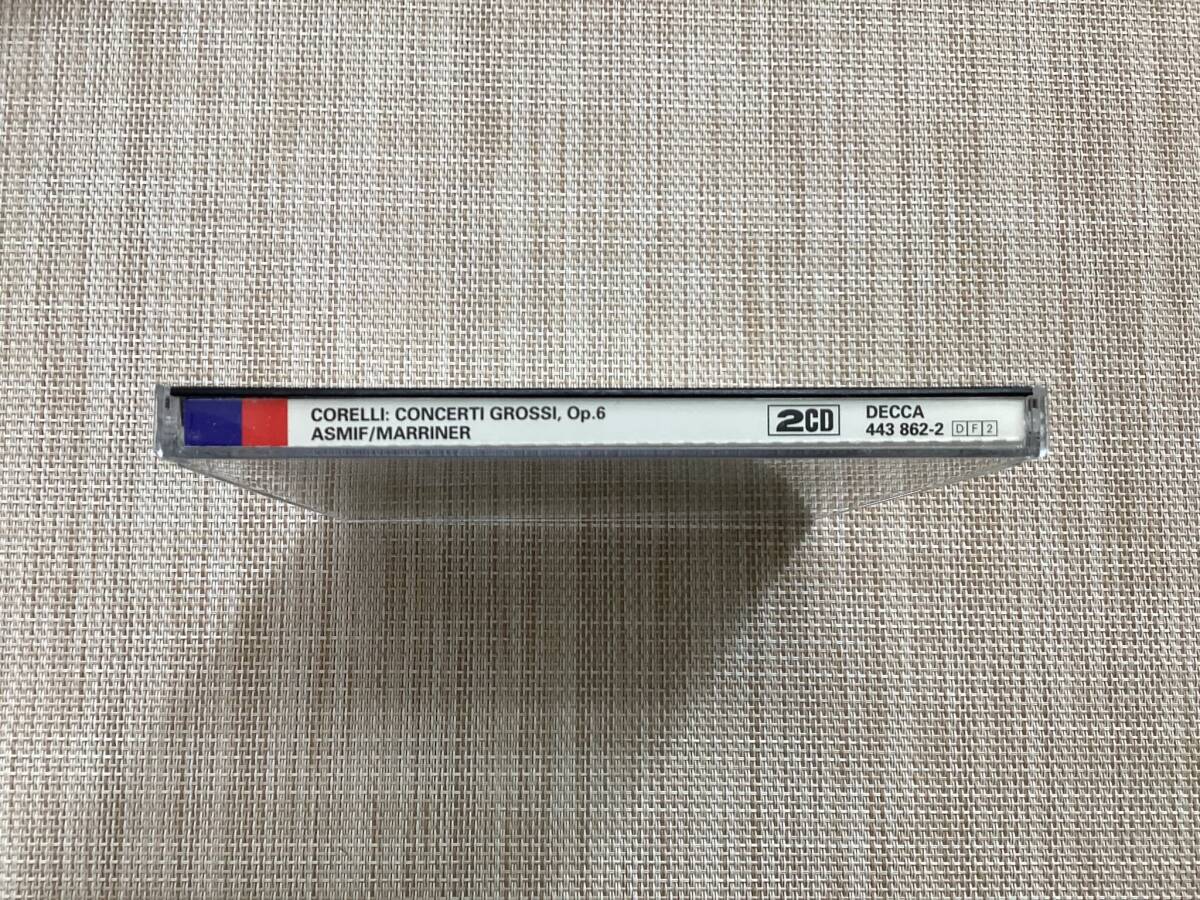 CORELLI: CONCERTI GROSSI, Op.6
ASMIF/MARRINER
2CD
DECCA
443 862-2 DF2